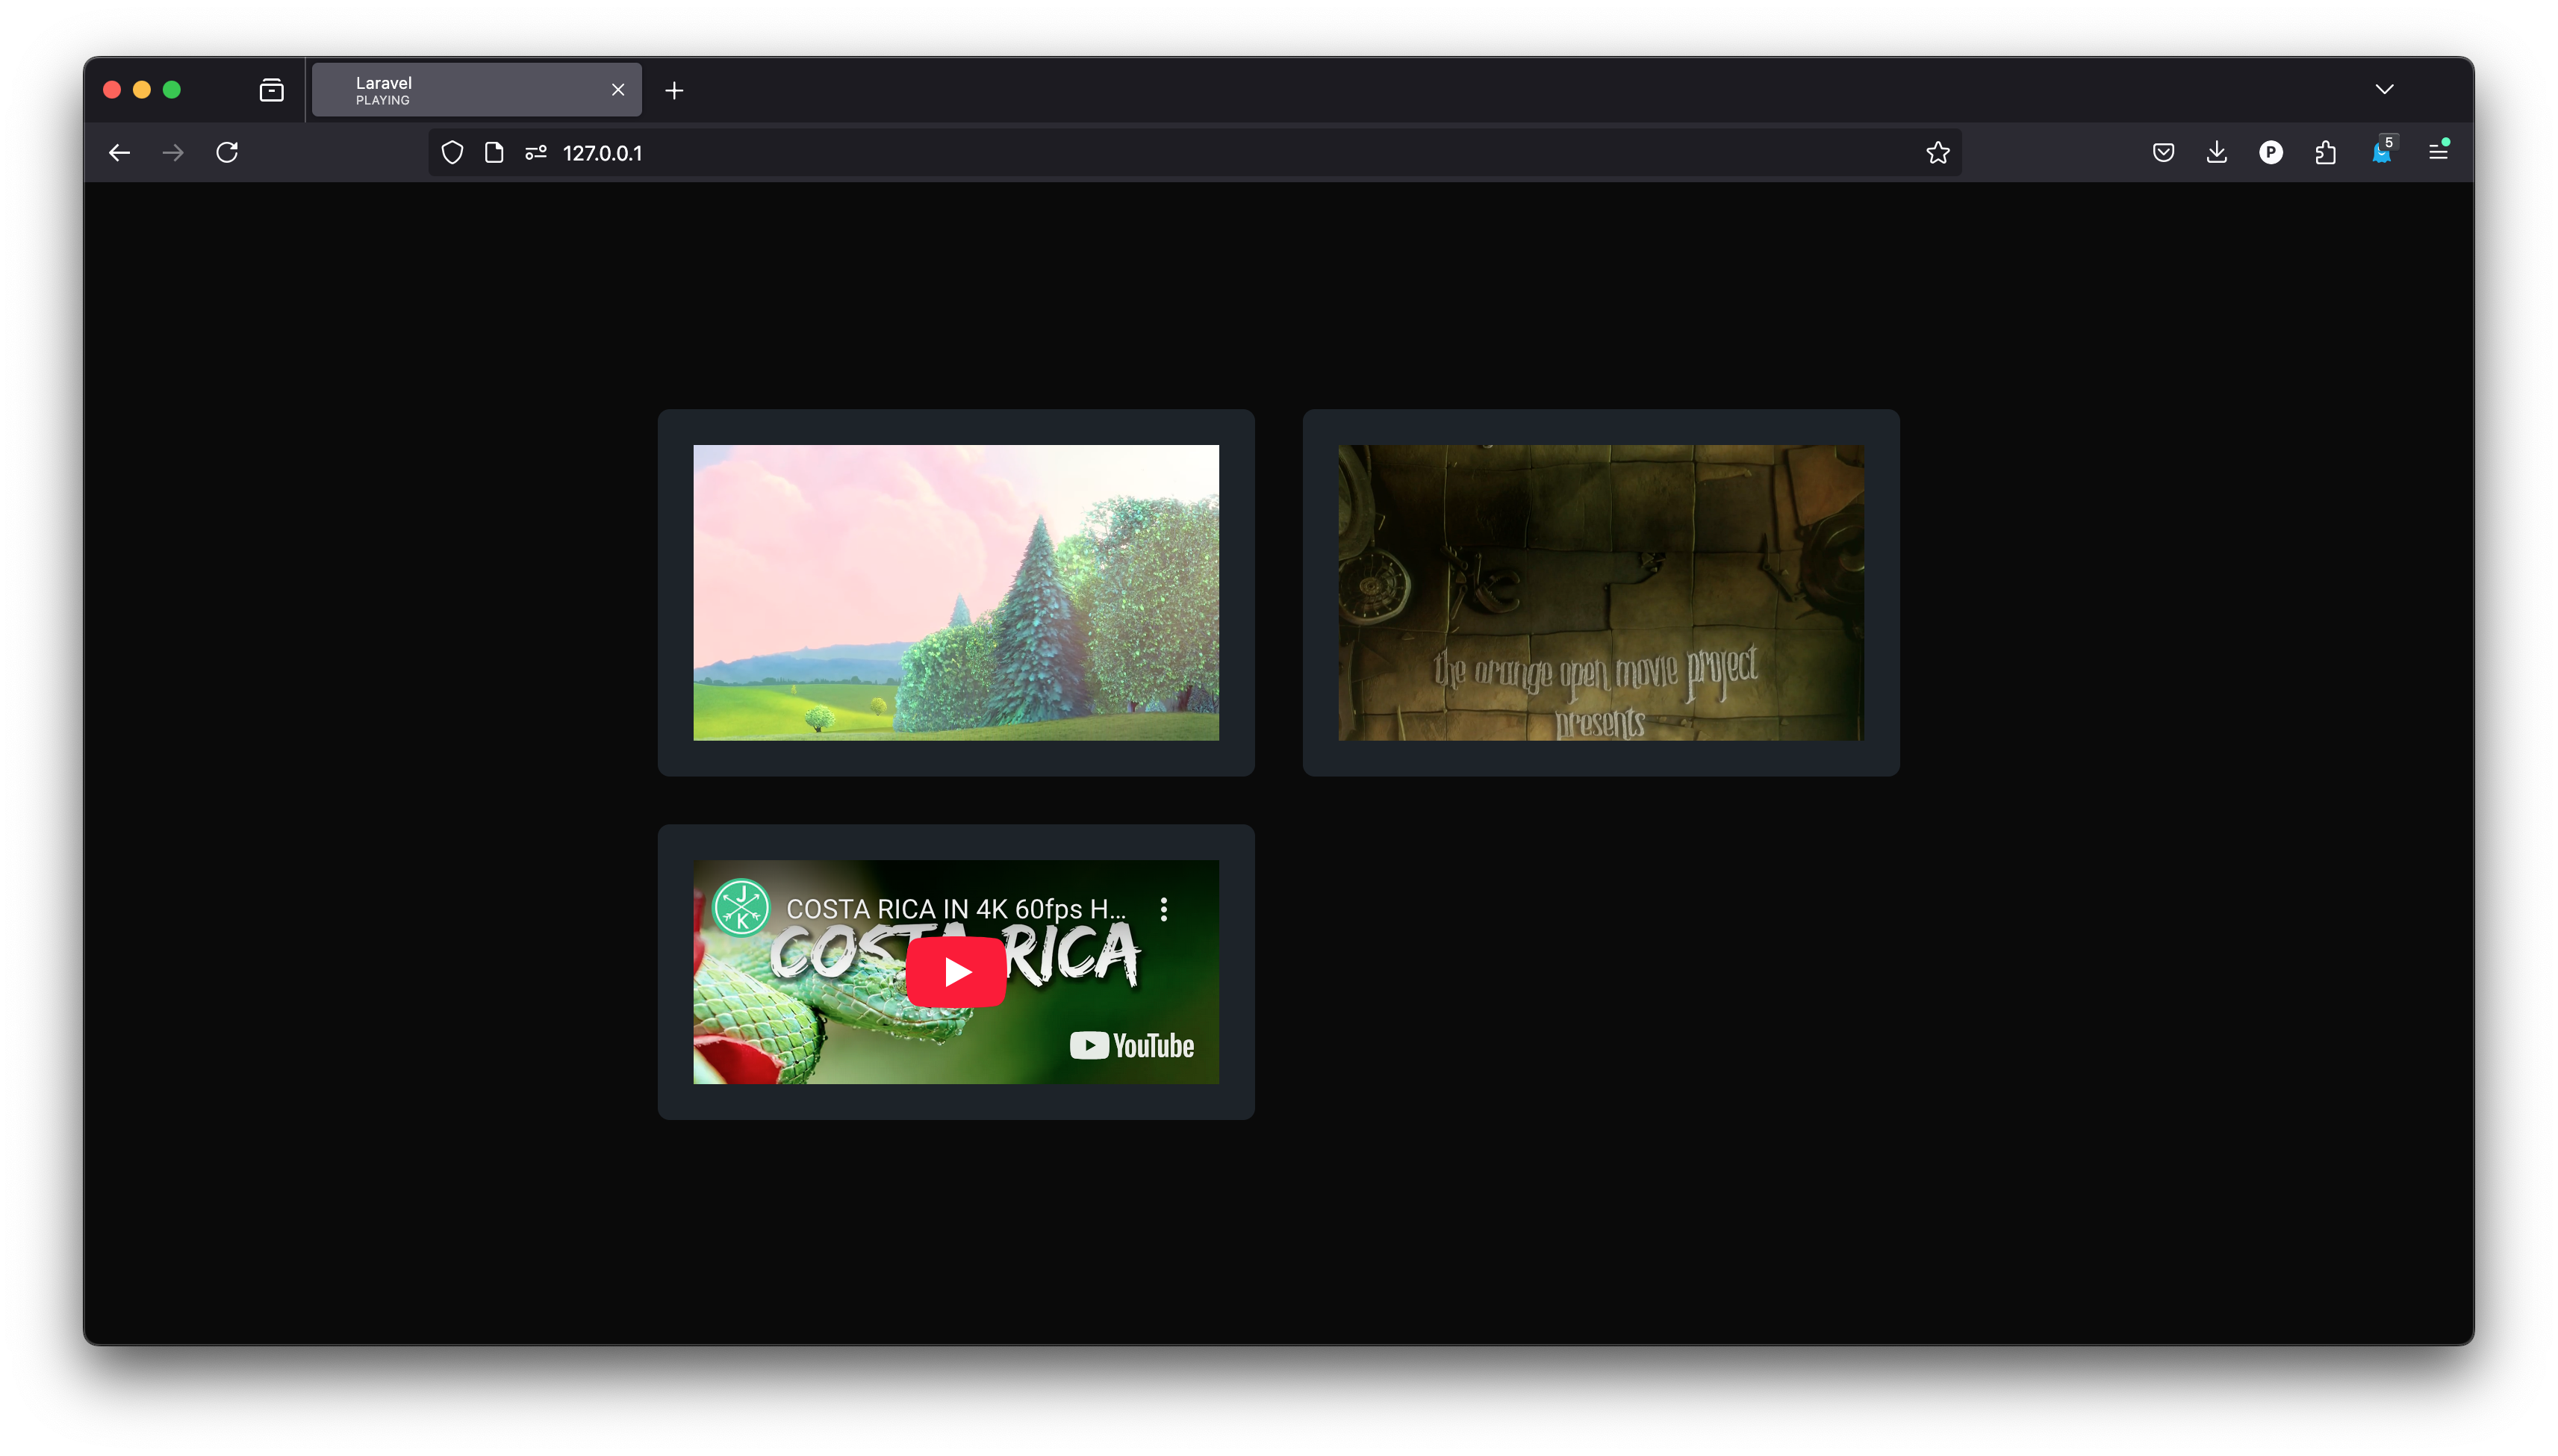 Laravel
PLAYING
127.0.0.1
5
P
the orange open movie project
presents
J
K
COSTA RICA IN 4K 60fps H...
COSTA RICA
YouTube